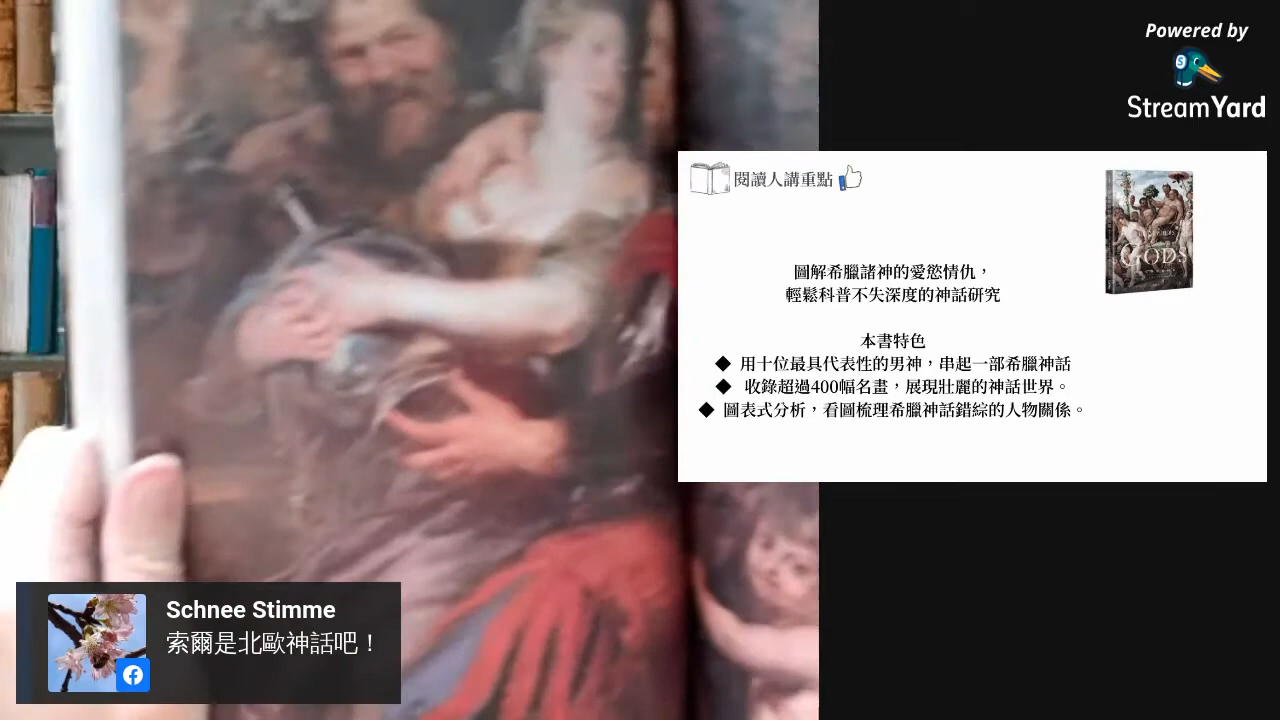 Powered by
StreamYard
閱讀人講重點
GODS
圖解希臘諸神的愛慾情仇，
輕鬆科普不失深度的神話研究
本書特色
◆ 用十位最具代表性的男神，串起一部希臘神話
◆ 收錄超過400幅名畫，展現壯麗的神話世界。
◆ 圖表式分析，看圖梳理希臘神話錯綜的人物關係。
Schnee Stimme
索爾是北歐神話吧！